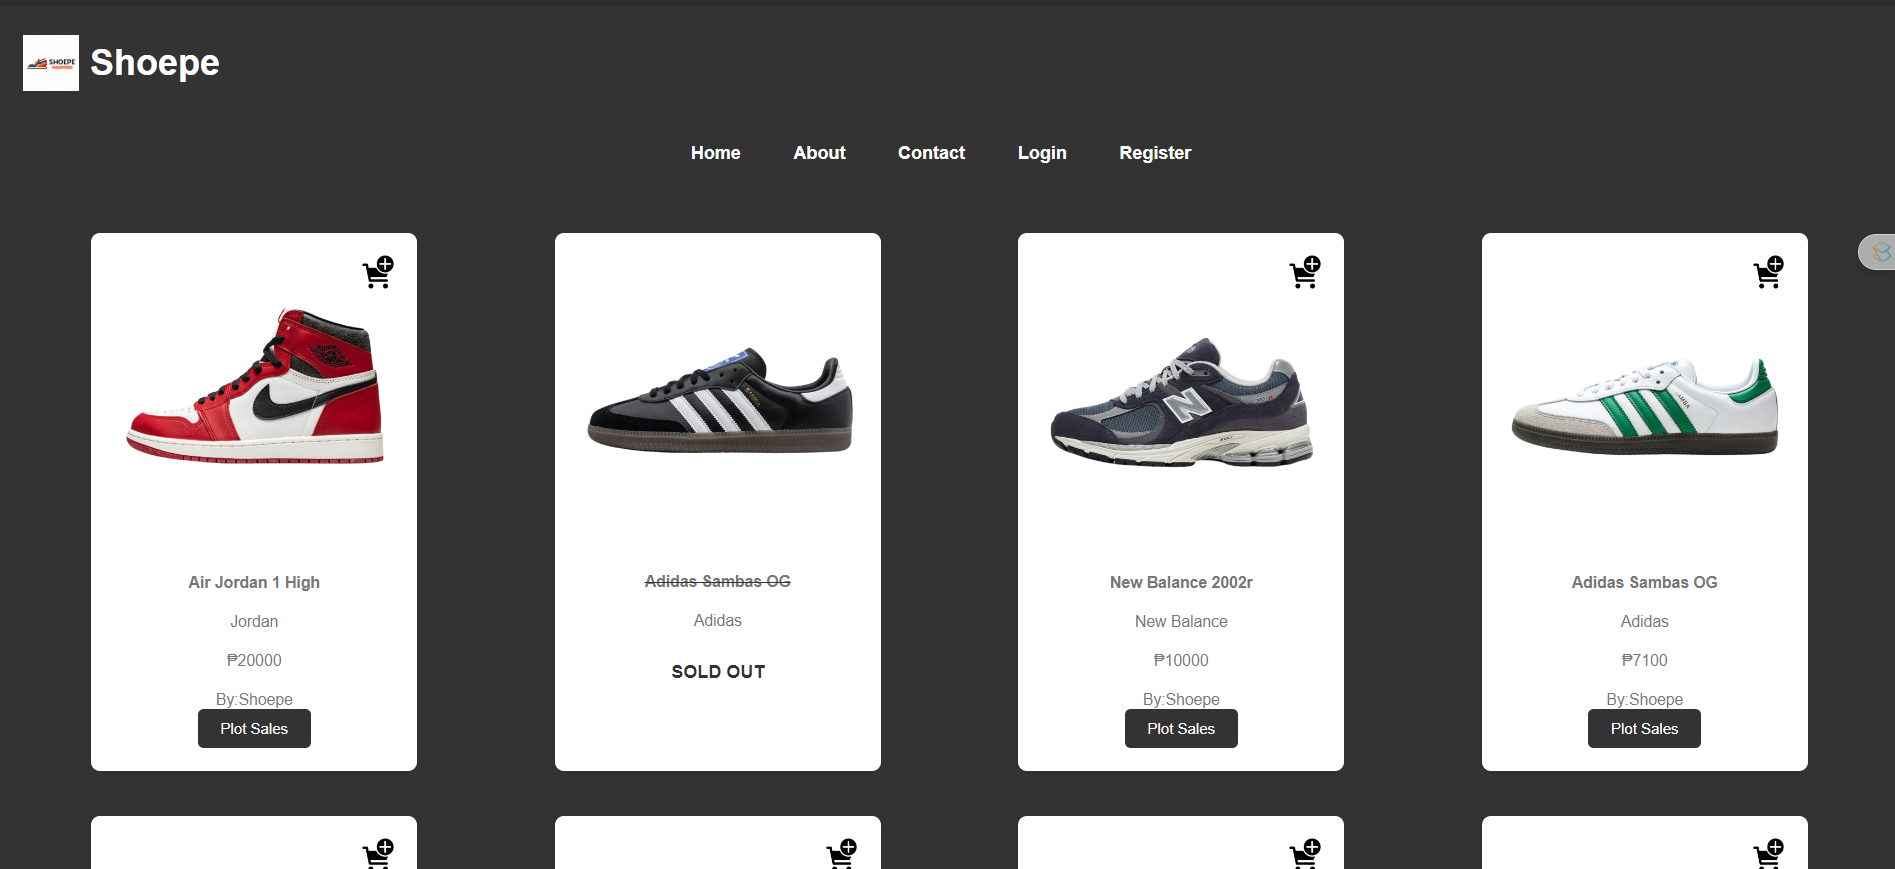 SHOEPE
Shoepe
Home About Contact Login Register
Air Jordan 1 High
Jordan
₱20000
By:Shoepe
Plot Sales
Adidas Sambas OG
Adidas
SOLD OUT
New Balance 2002r
New Balance
₱10000
By:Shoepe
Plot Sales
Adidas Sambas OG
Adidas
₱7100
By:Shoepe
Plot Sales